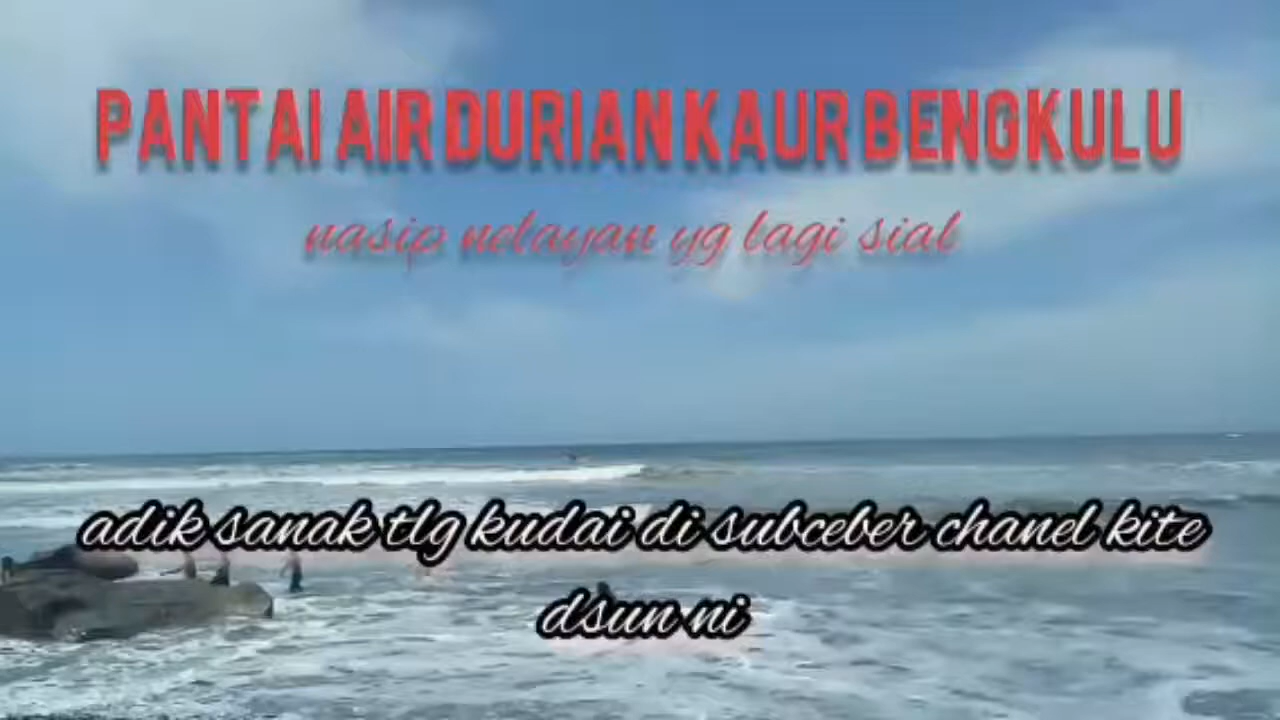 PANTAI AIR DURIAN KAUR BENGKULU
nasip nelayan yg lagi sial
adik sanak tlg kudai di subceber chanel kite
dsun ni